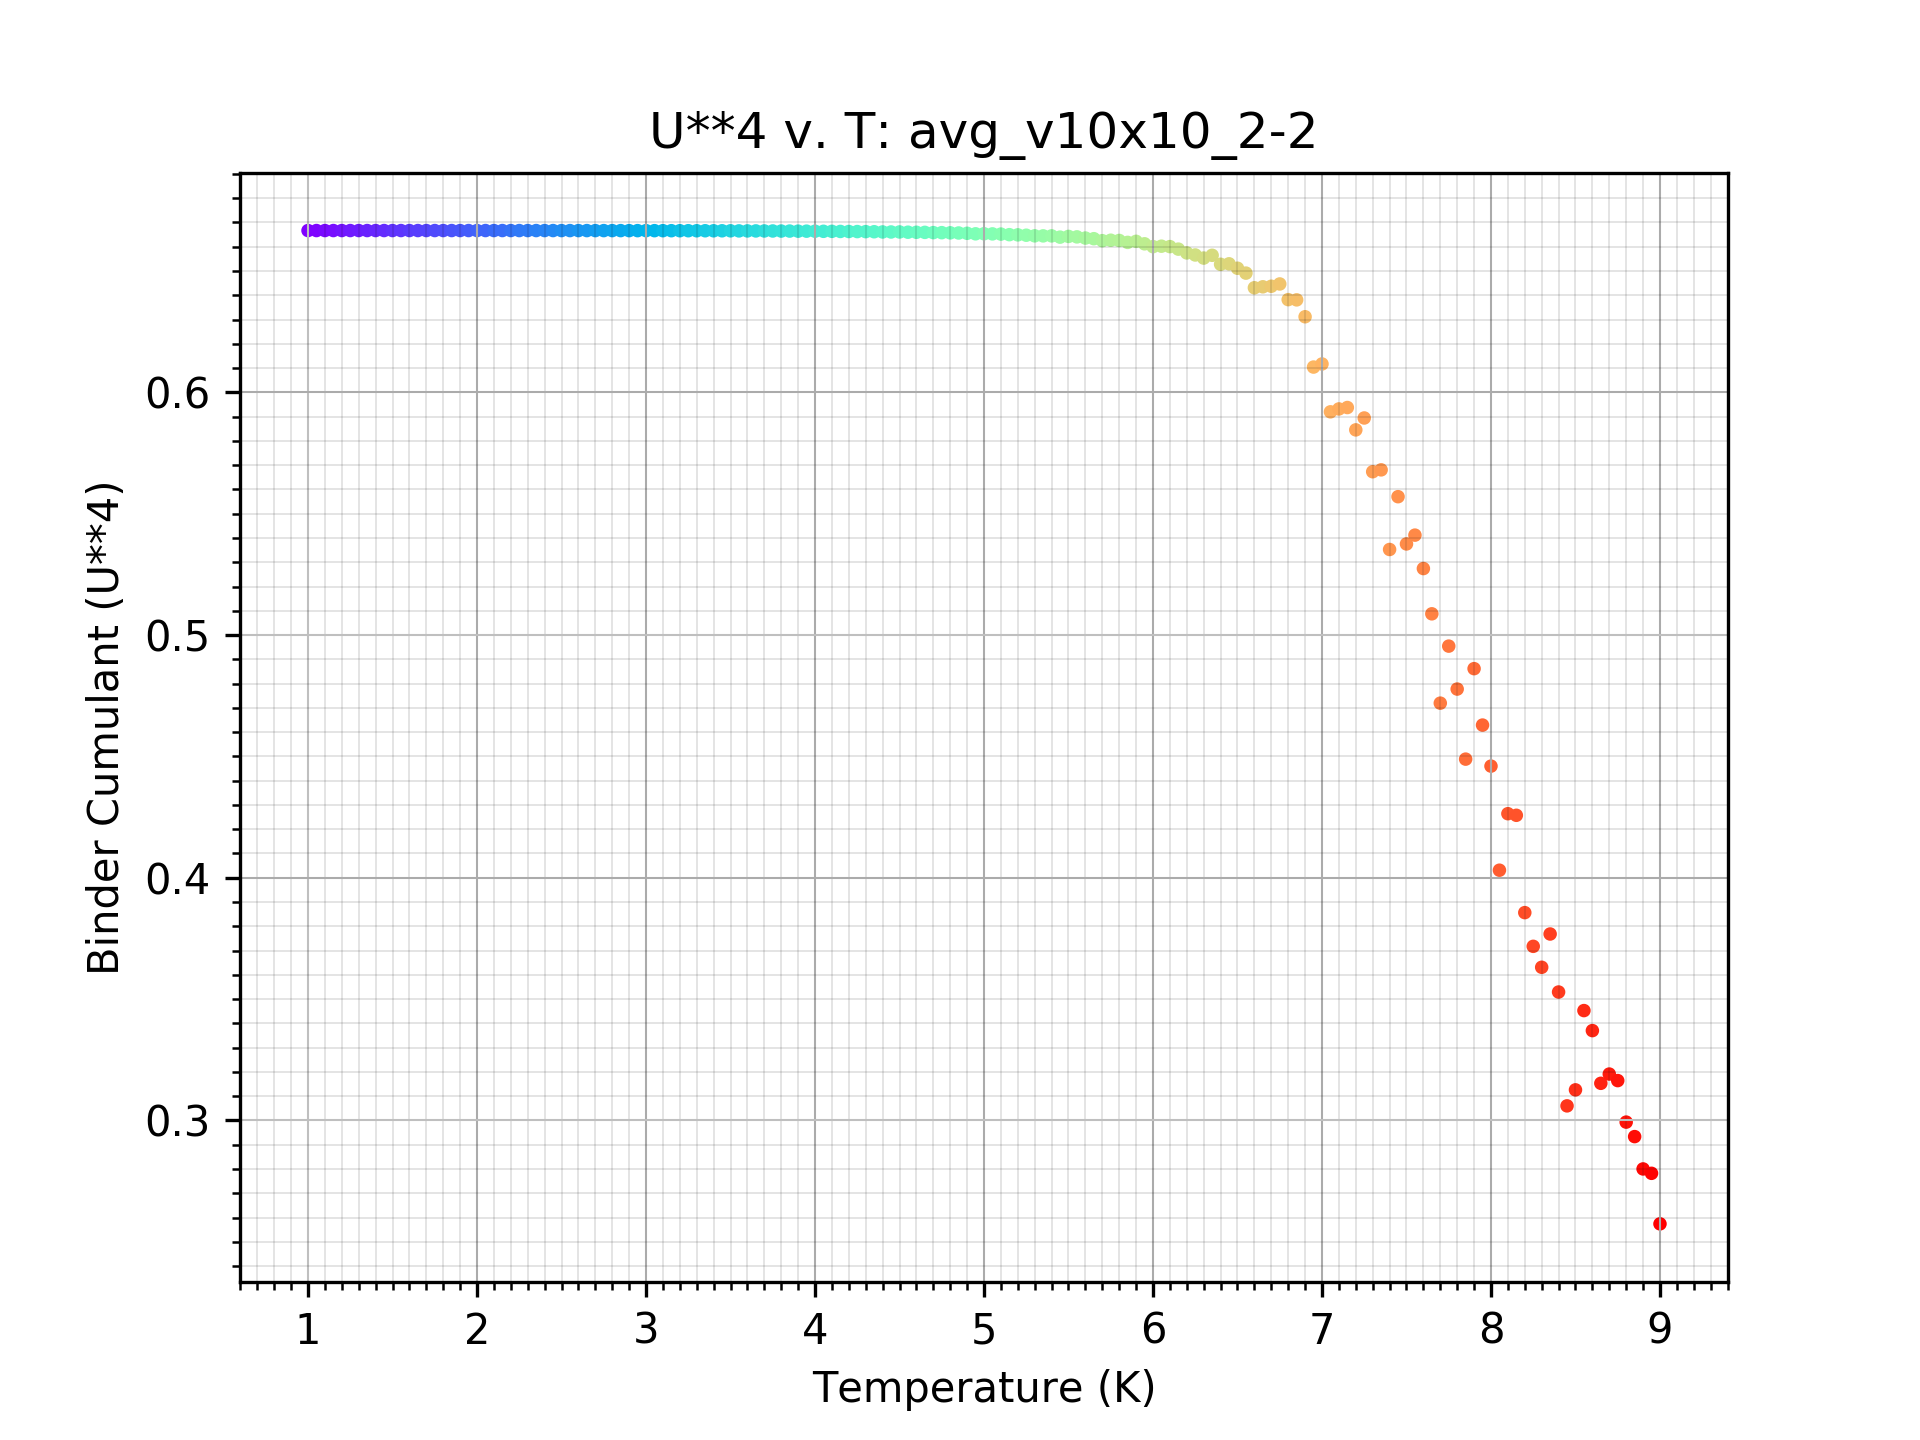 U**4 v. T: avg_v10x10_2-2
Binder Cumulant (U**4)
0.6
0.5
0.4
0.3
1 2 3 4 5 6 7 8 9
Temperature (K)